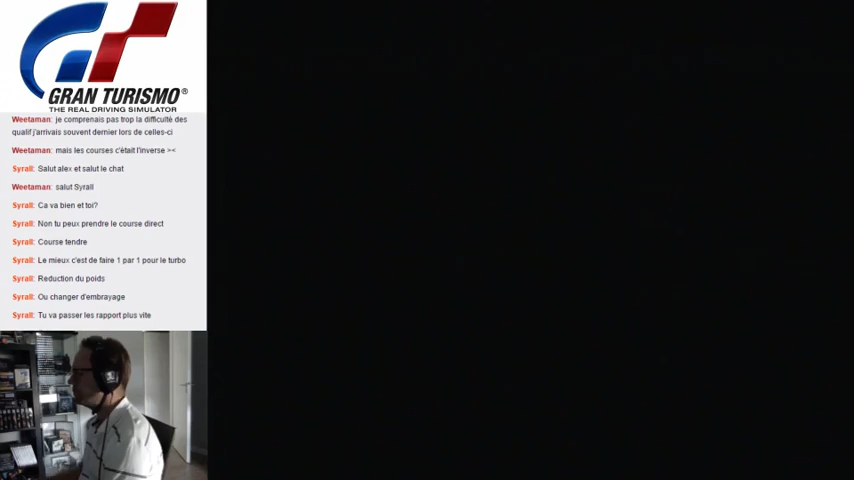 GRAN TURISMO®
THE REAL DRIVING SIMULATOR
Weetaman: je comprenais pas trop la difficulté des
qualif j'arrivais souvent dernier lors de celles-ci
Weetaman: mais les courses c'était l'inverse ><
Syrall: Salut alex et salut le chat
Weetaman: salut Syrall
Syrall: Ca va bien et toi?
Syrall: Non tu peux prendre le course direct
Syrall: Course tendre
Syrall: Le mieux c'est de faire 1 par 1 pour le turbo
Syrall: Reduction du poids
Syrall: Ou changer d'embrayage
Syrall: Tu va passer les rapport plus vite